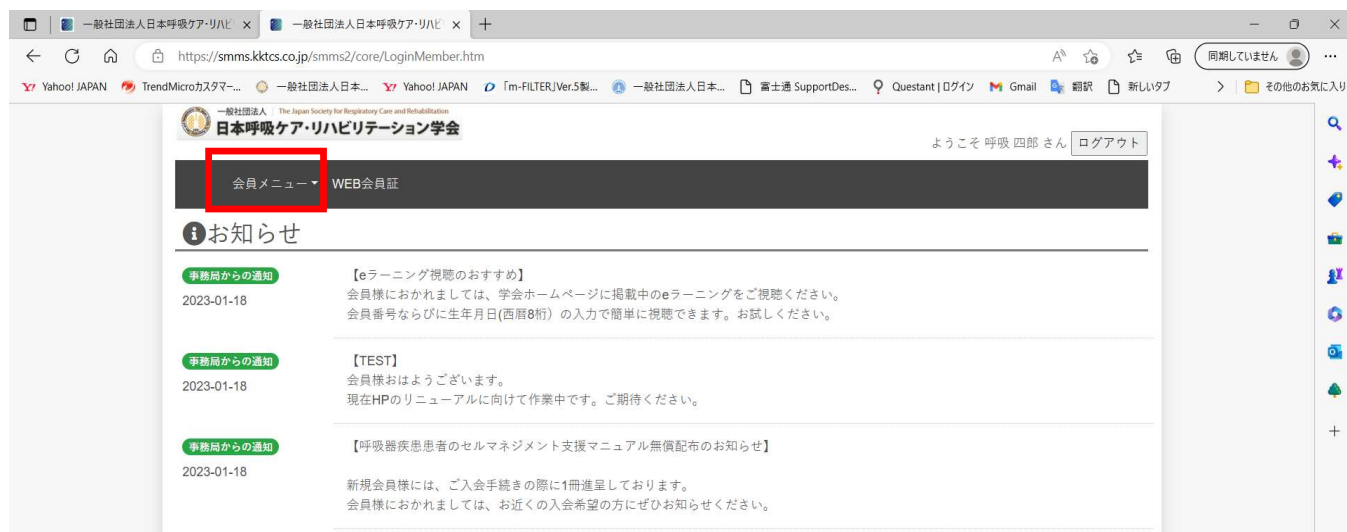 一般社団法人日本呼吸ケア・リハビ
一般社団法人日本呼吸ケア・リハビ
https://smms.kktcs.co.jp/smms2/core/LoginMember.htm
同期していません
Yahoo! JAPAN TrendMicroカスタマー... 一般社団法人日本... Yahoo! JAPAN 「m-FILTER」Ver.5製... 一般社団法人日本... 富士通 SupportDes... Questant | ログイン Gmail 翻訳 新しいタブ その他のお気に入り
一般社団法人 The Japan Society for Respiratory Care and Rehabilitation
日本呼吸ケア・リハビリテーション学会
ようこそ 呼吸 四郎 さん ログアウト
会員メニュー WEB会員証
お知らせ
事務局からの通知 【eラーニング視聴のおすすめ】
2023-01-18 会員様におかれましては、学会ホームページに掲載中のeラーニングをご視聴ください。
会員番号ならびに生年月日(西暦8桁）の入力で簡単に視聴できます。お試しください。
事務局からの通知 【TEST】
2023-01-18 会員様おはようございます。
現在HPのリニューアルに向けて作業中です。ご期待ください。
事務局からの通知 【呼吸器疾患患者のセルマネジメント支援マニュアル無償配布のお知らせ】
2023-01-18
新規会員様には、ご入会手続きの際に1冊進呈しております。
会員様におかれましては、お近くの入会希望の方にぜひお知らせください。